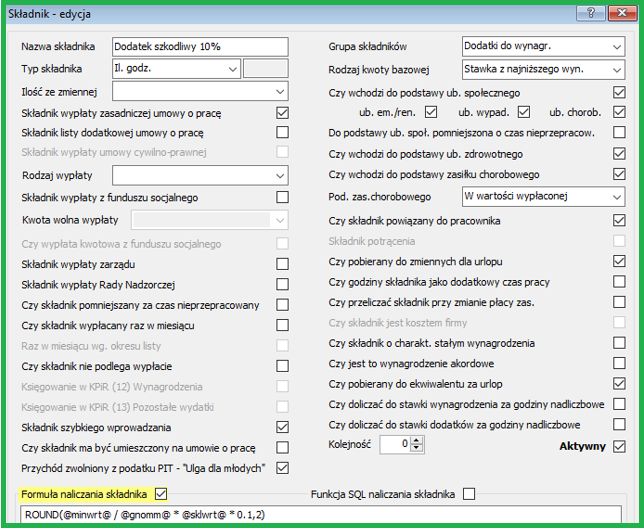 Składnik - edycja
Nazwa składnika
Dodatek szkodliwy 10%
Typ składnika
Il. godz.
Ilość ze zmiennej
Składnik wypłaty zasadniczej umowy o pracę
Składnik listy dodatkowej umowy o pracę
Składnik wypłaty umowy cywilno-prawnej
Rodzaj wypłaty
Składnik wypłaty z funduszu socjalnego
Kwota wolna wypłaty
Czy wypłata kwotowa z funduszu socjalnego
Składnik wypłaty zarządu
Składnik wypłaty Rady Nadzorczej
Czy składnik pomniejszany za czas nieprzepracowany
Czy składnik wypłacany raz w miesiącu
Raz w miesiącu wg. okresu listy
Czy składnik nie podlega wypłacie
Księgowanie w KPiR (12) Wynagrodzenia
Księgowanie w KPiR (13) Pozostałe wydatki
Składnik szybkiego wprowadzania
Czy składnik ma być umieszczony na umowie o pracę
Przychód zwolniony z podatku PIT - "Ulga dla młodych"
Grupa składników
Dodatki do wynagr.
Rodzaj kwoty bazowej
Stawka z najniższego wyn.
Czy wchodzi do podstawy ub. społecznego
ub. em./ren. ub. wypad. ub. chorob.
Do podstawy ub. społ. pomniejszona o czas nieprzepracow.
Czy wchodzi do podstawy ub. zdrowotnego
Czy wchodzi do podstawy zasiłku chorobowego
Pod. zas.chorobowego
W wartości wypłaconej
Czy składnik powiązany do pracownika
Składnik potrącenia
Czy pobierany do zmiennych dla urlopu
Czy godziny składnika jako dodatkowy czas pracy
Czy przeliczać składnik przy zmianie płacy zas.
Czy składnik jest kosztem firmy
Czy składnik o charakt. stałym wynagrodzenia
Czy jest to wynagrodzenie akordowe
Czy pobierany do ekwiwalentu za urlop
Czy doliczać do stawki wynagrodzenia za godziny nadliczbowe
Czy doliczać do stawki dodatków za godziny nadliczbowe
Kolejność
0
Aktywny
Formuła naliczania składnika
Funkcja SQL naliczania składnika
ROUND(@minwrt@ / @gnomm@ * @sklwrt@ * 0.1,2)